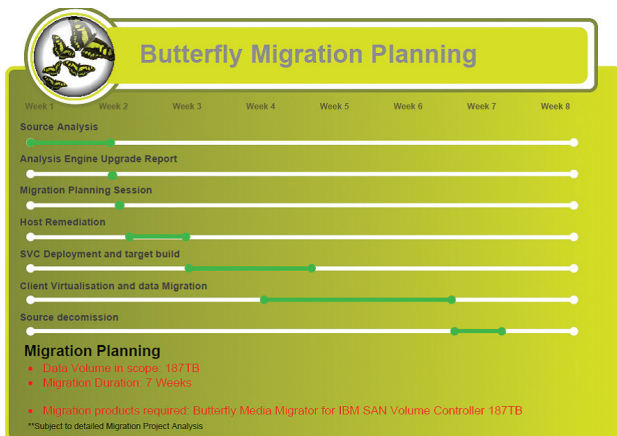 Butterfly Migration Planning
Week 1 Week 2 Week 3 Week 4 Week 5 Week 6 Week 7 Week 8
Source Analysis
Analysis Engine Upgrade Report
Migration Planning Session
Host Remediation
SVC Deployment and target build
Client Virtualisation and data Migration
Source decomission
Migration Planning
• Data Volume in scope: 187TB
• Migration Duration: 7 Weeks
• Migration products required: Butterfly Media Migrator for IBM SAN Volume Controller 187TB
**Subject to detailed Migration Project Analysis